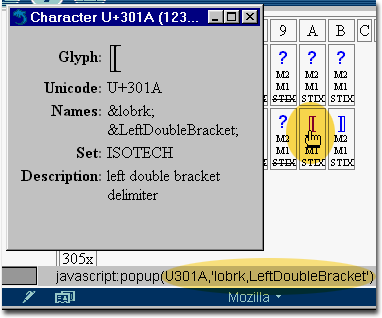 Character U+301A (123...
Glyph: 〚
Unicode: U+301A
Names: &lobrk;
&LeftDoubleBracket;
Set: ISOTECH
Description: left double bracket
delimiter
9 A B C
? ? ?
M2 M2 M2
M1 M1 M1
STIX STIX STIX
? 〚 〛
M2 M2
M1 M1 M1
STIX STIX STIX
305x
javascript:popup(U301A,'lobrk,LeftDoubleBracket')
Mozilla